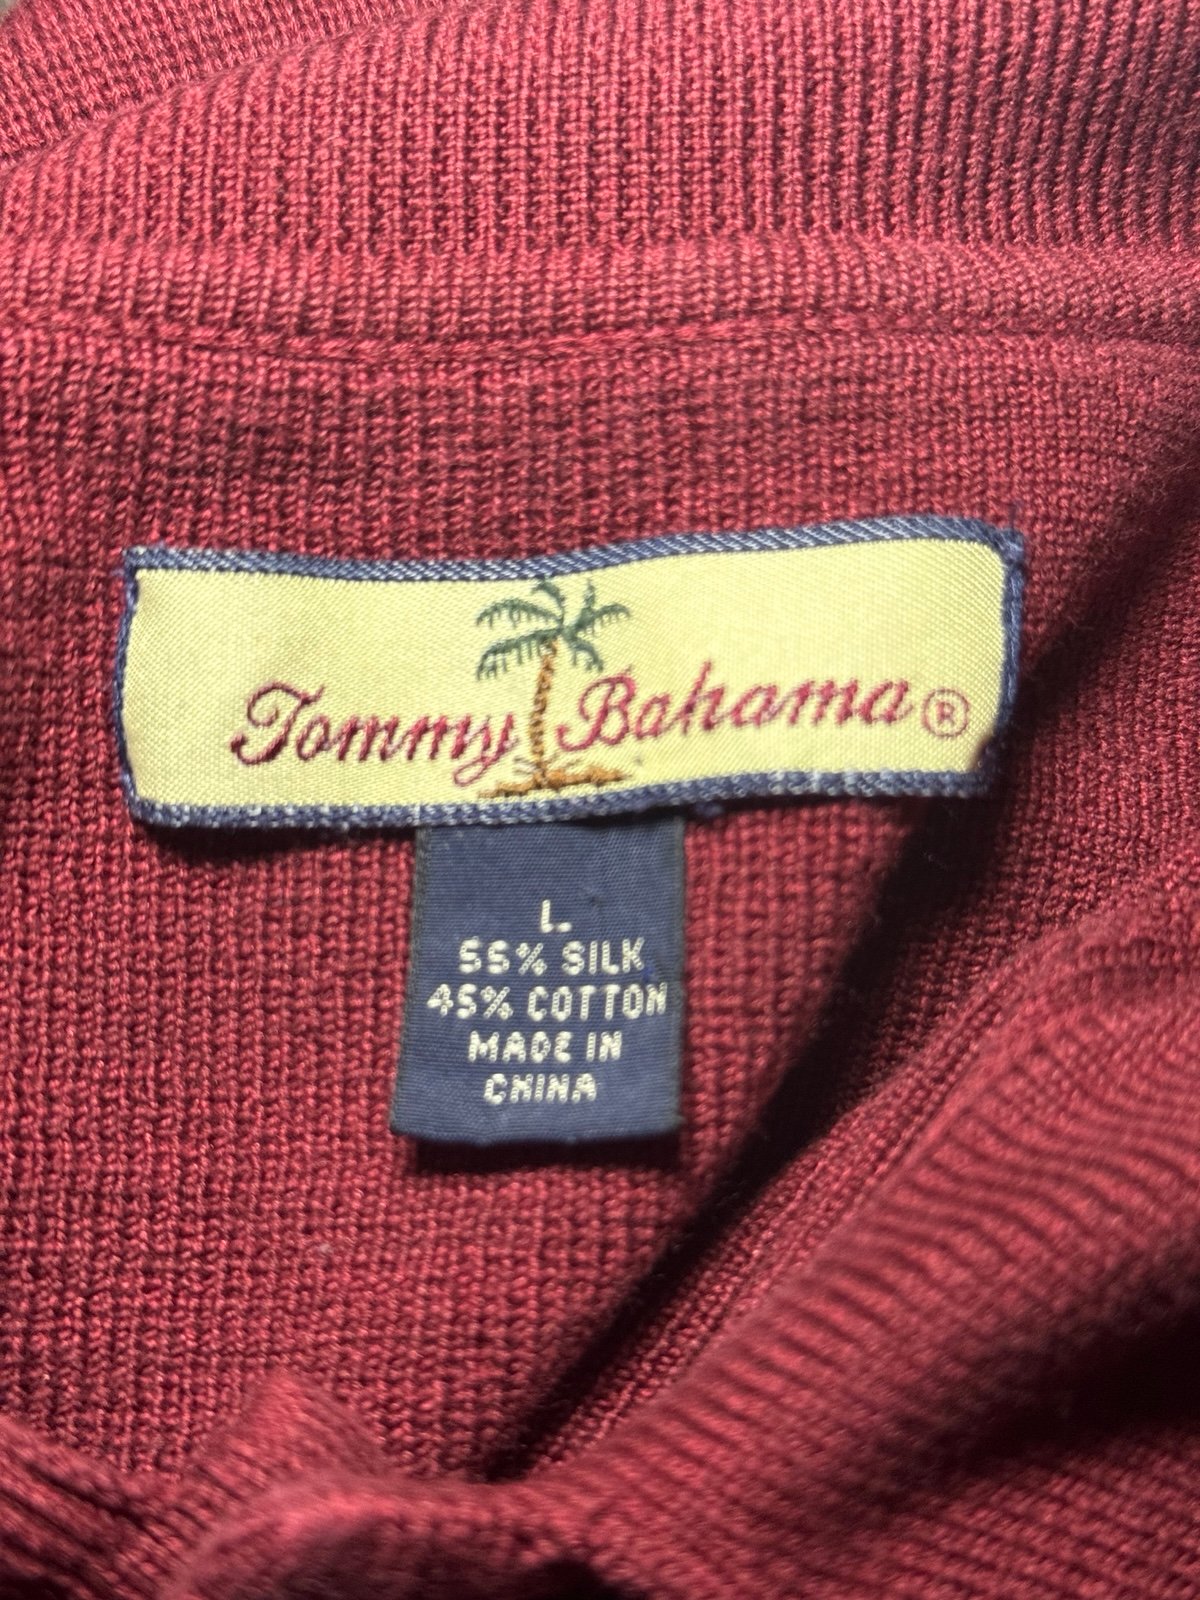 Tommy Bahama®
L
55% SILK
45% COTTON
MADE IN
CHINA